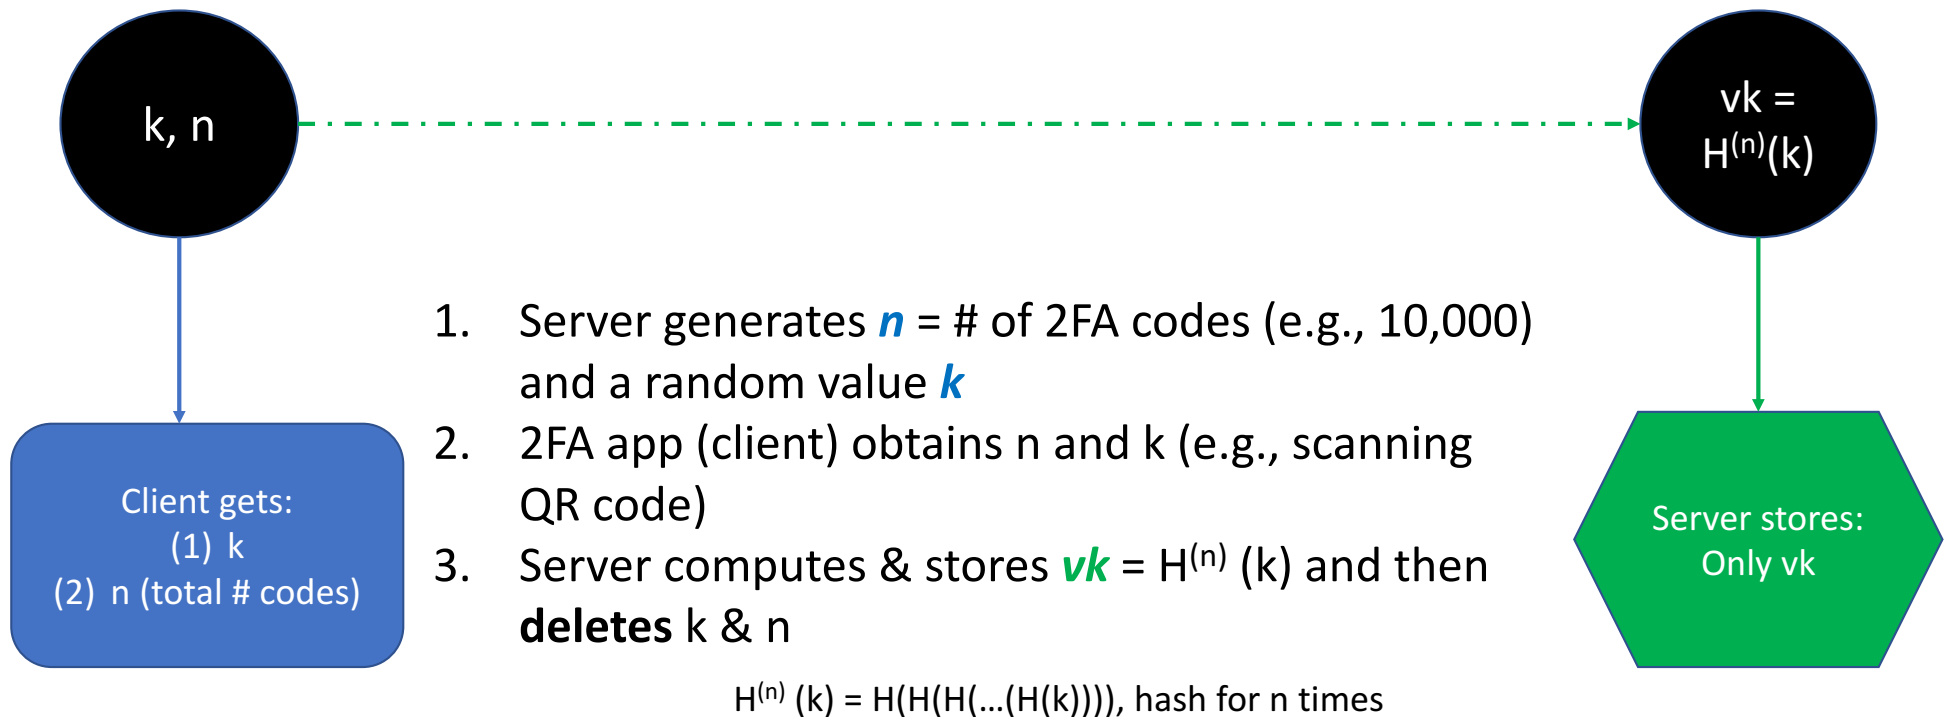 k, n
vk =
H⁽ⁿ⁾(k)
1. Server generates n = # of 2FA codes (e.g., 10,000)
and a random value k
2. 2FA app (client) obtains n and k (e.g., scanning
QR code)
3. Server computes & stores vk = H⁽ⁿ⁾ (k) and then
deletes k & n
Client gets:
(1) k
(2) n (total # codes)
Server stores:
Only vk
H⁽ⁿ⁾ (k) = H(H(H(…(H(k)))), hash for n times